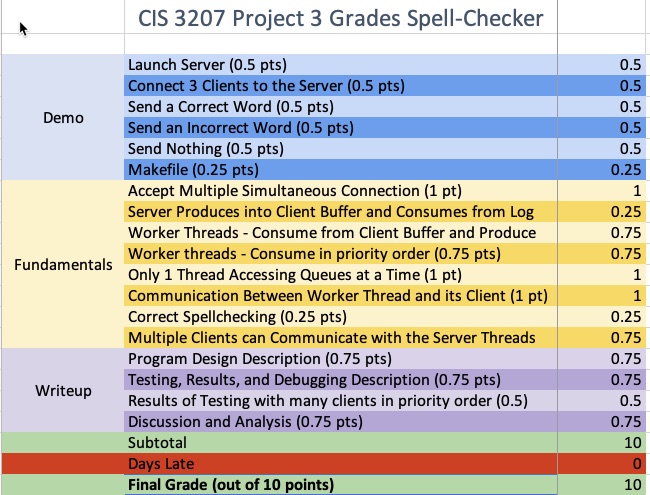 CIS 3207 Project 3 Grades Spell-Checker
Demo
Launch Server (0.5 pts) 0.5
Connect 3 Clients to the Server (0.5 pts) 0.5
Send a Correct Word (0.5 pts) 0.5
Send an Incorrect Word (0.5 pts) 0.5
Send Nothing (0.5 pts) 0.5
Makefile (0.25 pts) 0.25
Fundamentals
Accept Multiple Simultaneous Connection (1 pt) 1
Server Produces into Client Buffer and Consumes from Log 0.25
Worker Threads - Consume from Client Buffer and Produce 0.75
Worker threads - Consume in priority order (0.75 pts) 0.75
Only 1 Thread Accessing Queues at a Time (1 pt) 1
Communication Between Worker Thread and its Client (1 pt) 1
Correct Spellchecking (0.25 pts) 0.25
Multiple Clients can Communicate with the Server Threads 0.75
Writeup
Program Design Description (0.75 pts) 0.75
Testing, Results, and Debugging Description (0.75 pts) 0.75
Results of Testing with many clients in priority order (0.5) 0.5
Discussion and Analysis (0.75 pts) 0.75
Subtotal 10
Days Late 0
Final Grade (out of 10 points) 10